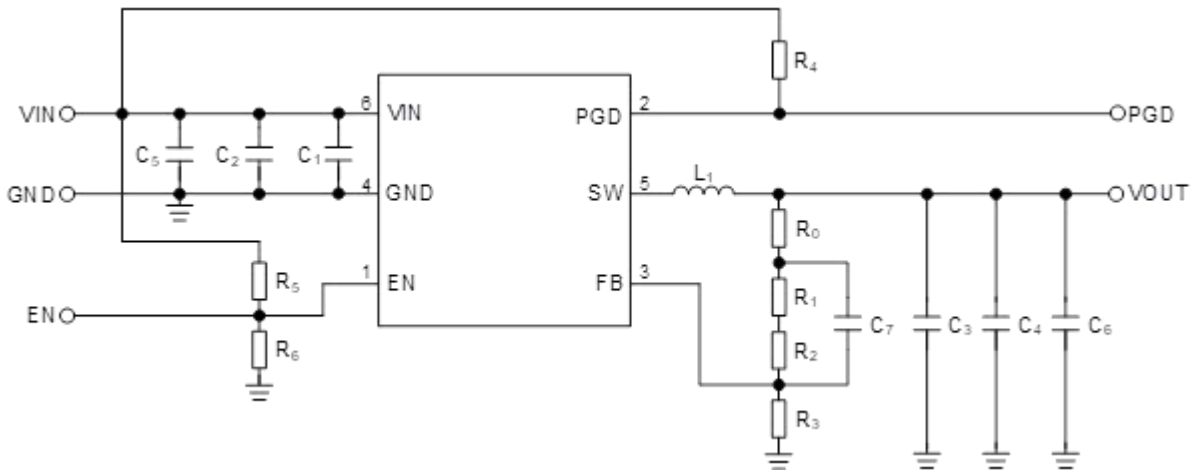 R₄
VIN
6
VIN
PGD
2
PGD
C₅
C₂
C₁
GND
4
GND
SW
5
L₁
VOUT
R₀
R₅
1
EN
FB
3
R₁
EN
C₇
C₃
C₄
C₆
R₆
R₂
R₃